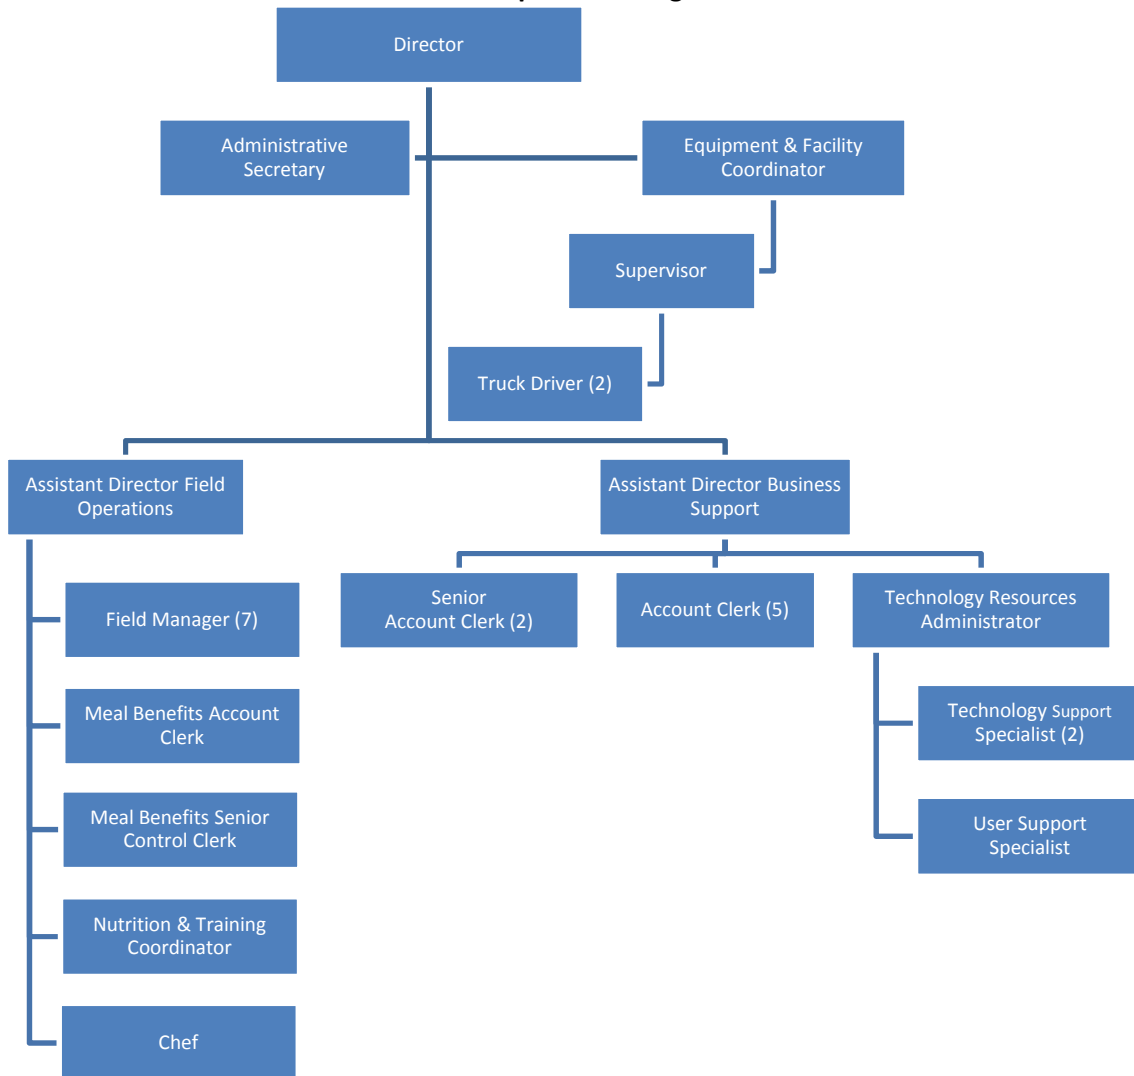 Director
Administrative
Secretary
Equipment & Facility
Coordinator
Supervisor
Truck Driver (2)
Assistant Director Field
Operations
Assistant Director Business
Support
Field Manager (7)
Senior
Account Clerk (2)
Account Clerk (5)
Technology Resources
Administrator
Meal Benefits Account
Clerk
Technology Support
Specialist (2)
Meal Benefits Senior
Control Clerk
User Support
Specialist
Nutrition & Training
Coordinator
Chef